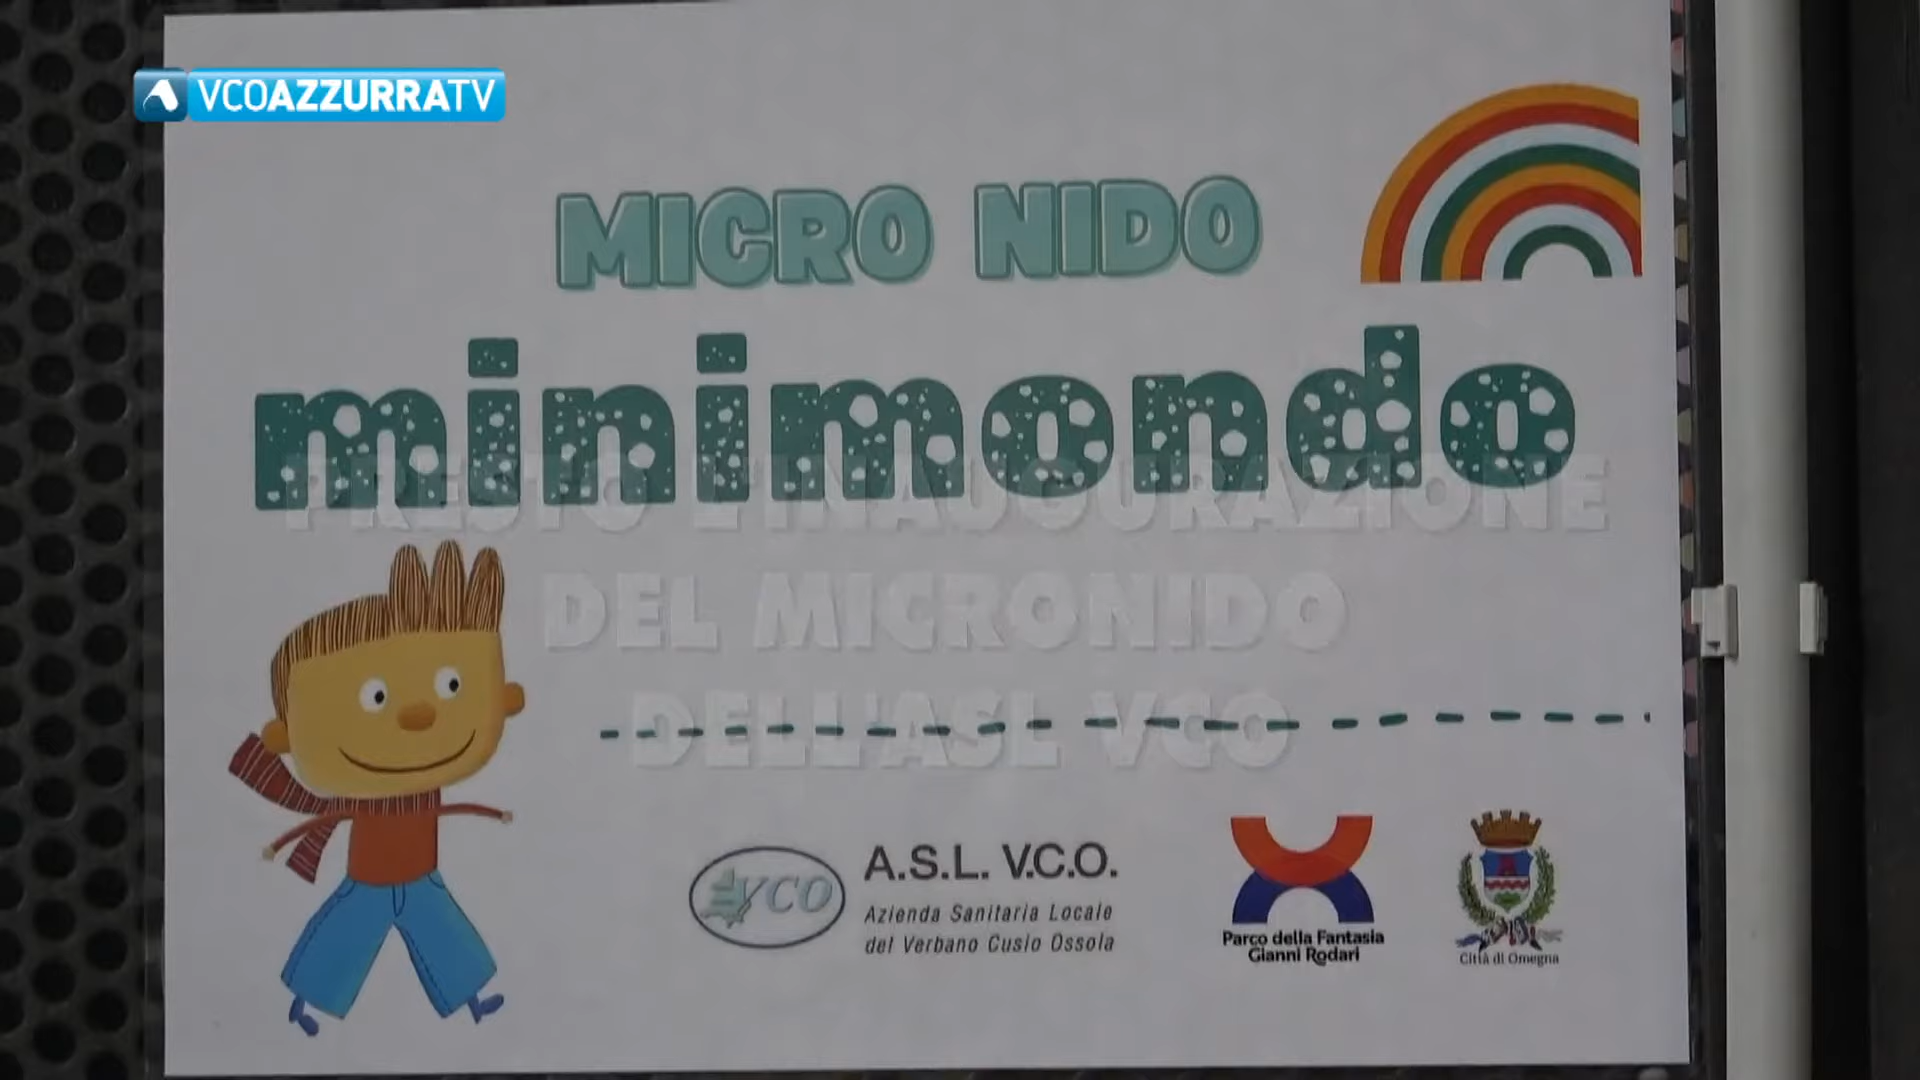 VCOAZZURRATV
MICRO NIDO
minimondo
PRESTO L'INAUGURAZIONE
DEL MICRONIDO
DELL'ASL VCO
VCO
A.S.L. V.C.O.
Azienda Sanitaria Locale
del Verbano Cusio Ossola
Parco della Fantasia
Gianni Rodari
Città di Omegna